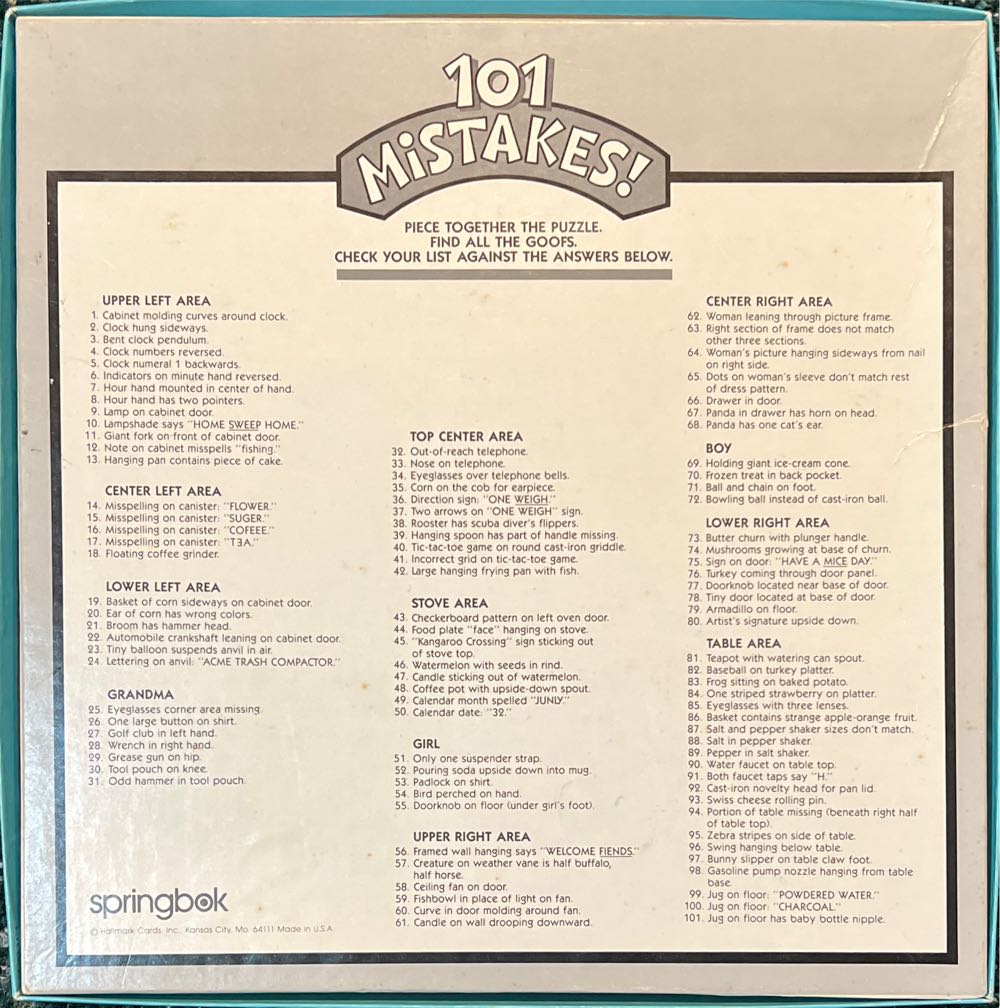 101
MiSTAKES!
PIECE TOGETHER THE PUZZLE.
FIND ALL THE GOOFS.
CHECK YOUR LIST AGAINST THE ANSWERS BELOW.
UPPER LEFT AREA
1. Cabinet molding curves around clock.
2. Clock hung sideways.
3. Bent clock pendulum.
4. Clock numbers reversed.
5. Clock numeral 1 backwards.
6. Indicators on minute hand reversed.
7. Hour hand mounted in center of hand.
8. Hour hand has two pointers.
9. Lamp on cabinet door.
10. Lampshade says "HOME SWEEP HOME."
11. Giant fork on front of cabinet door.
12. Note on cabinet misspells "fishing."
13. Hanging pan contains piece of cake.
CENTER LEFT AREA
14. Misspelling on canister: "FLOWER."
15. Misspelling on canister: "SUGER."
16. Misspelling on canister: "COFEEE."
17. Misspelling on canister: "TƎA."
18. Floating coffee grinder.
LOWER LEFT AREA
19. Basket of corn sideways on cabinet door.
20. Ear of corn has wrong colors.
21. Broom has hammer head.
22. Automobile crankshaft leaning on cabinet door.
23. Tiny balloon suspends anvil in air.
24. Lettering on anvil: "ACME TRASH COMPACTOR."
GRANDMA
25. Eyeglasses corner area missing.
26. One large button on shirt.
27. Golf club in left hand.
28. Wrench in right hand.
29. Grease gun on hip.
30. Tool pouch on knee.
31. Odd hammer in tool pouch.
TOP CENTER AREA
32. Out-of-reach telephone.
33. Nose on telephone.
34. Eyeglasses over telephone bells.
35. Corn on the cob for earpiece.
36. Direction sign: "ONE WEIGH."
37. Two arrows on "ONE WEIGH" sign.
38. Rooster has scuba diver's flippers.
39. Hanging spoon has part of handle missing.
40. Tic-tac-toe game on round cast-iron griddle.
41. Incorrect grid on tic-tac-toe game.
42. Large hanging frying pan with fish.
STOVE AREA
43. Checkerboard pattern on left oven door.
44. Food plate "face" hanging on stove.
45. "Kangaroo Crossing" sign sticking out
of stove top.
46. Watermelon with seeds in rind.
47. Candle sticking out of watermelon.
48. Coffee pot with upside-down spout.
49. Calendar month spelled "JUNLY."
50. Calendar date: "32."
GIRL
51. Only one suspender strap.
52. Pouring soda upside down into mug.
53. Padlock on shirt.
54. Bird perched on hand.
55. Doorknob on floor (under girl's foot).
UPPER RIGHT AREA
56. Framed wall hanging says "WELCOME FIENDS."
57. Creature on weather vane is half buffalo,
half horse.
58. Ceiling fan on door.
59. Fishbowl in place of light on fan.
60. Curve in door molding around fan.
61. Candle on wall drooping downward.
CENTER RIGHT AREA
62. Woman leaning through picture frame.
63. Right section of frame does not match
other three sections.
64. Woman's picture hanging sideways from nail
on right side.
65. Dots on woman's sleeve don't match rest
of dress pattern.
66. Drawer in door.
67. Panda in drawer has horn on head.
68. Panda has one cat's ear.
BOY
69. Holding giant ice-cream cone.
70. Frozen treat in back pocket.
71. Ball and chain on foot.
72. Bowling ball instead of cast-iron ball.
LOWER RIGHT AREA
73. Butter churn with plunger handle.
74. Mushrooms growing at base of churn.
75. Sign on door: "HAVE A MICE DAY."
76. Turkey coming through door panel.
77. Doorknob located near base of door.
78. Tiny door located at base of door.
79. Armadillo on floor.
80. Artist's signature upside down.
TABLE AREA
81. Teapot with watering can spout.
82. Baseball on turkey platter.
83. Frog sitting on baked potato.
84. One striped strawberry on platter.
85. Eyeglasses with three lenses.
86. Basket contains strange apple-orange fruit.
87. Salt and pepper shaker sizes don't match.
88. Salt in pepper shaker.
89. Pepper in salt shaker.
90. Water faucet on table top.
91. Both faucet taps say "H."
92. Cast-iron novelty head for pan lid.
93. Swiss cheese rolling pin.
94. Portion of table missing (beneath right half
of table top).
95. Zebra stripes on side of table.
96. Swing hanging below table.
97. Bunny slipper on table claw foot.
98. Gasoline pump nozzle hanging from table
base.
99. Jug on floor: "POWDERED WATER."
100. Jug on floor: "CHARCOAL."
101. Jug on floor has baby bottle nipple.
springbok
© Hallmark Cards, Inc., Kansas City, Mo. 64111 Made in U.S.A.